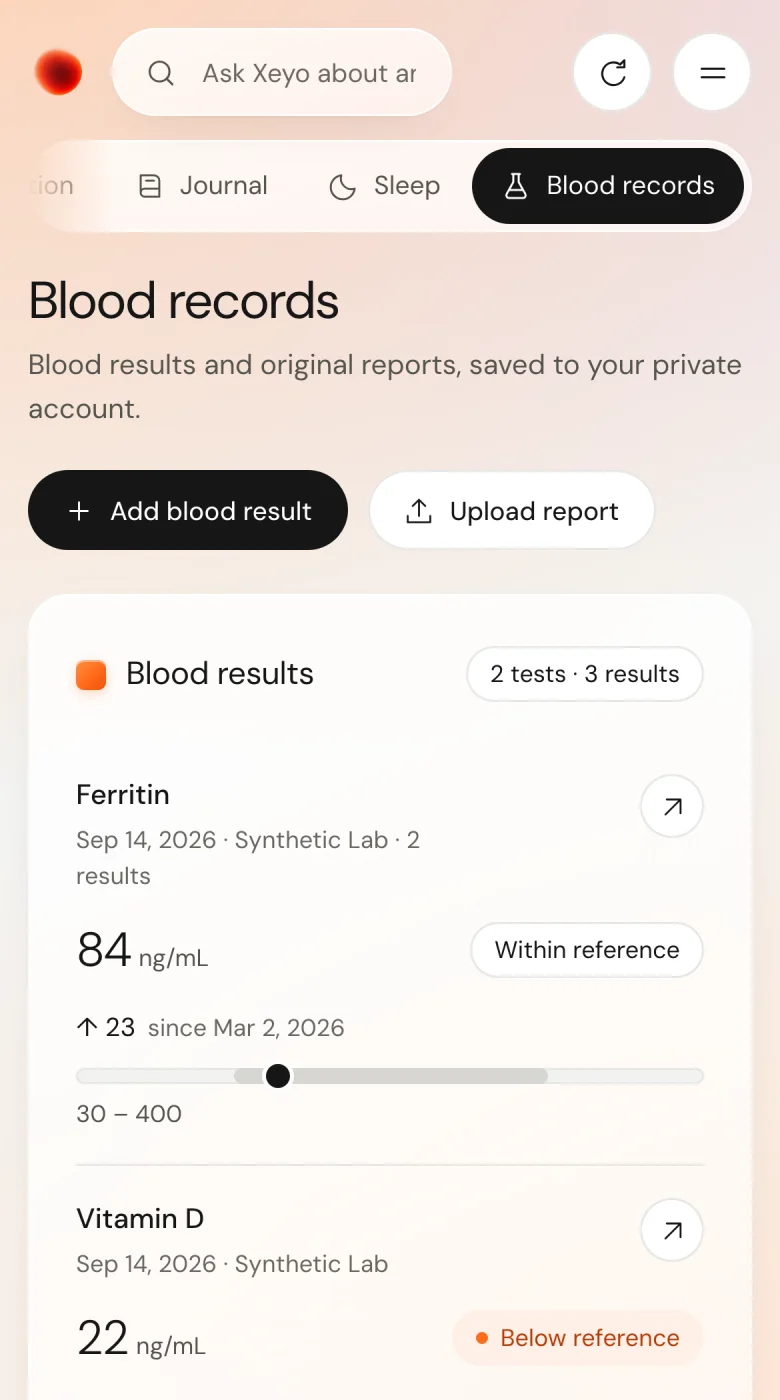 Ask Xeyo about ar
tion
Journal
Sleep
Blood records
Blood records
Blood results and original reports, saved to your private
account.
Add blood result
Upload report
Blood results
2 tests · 3 results
Ferritin
Sep 14, 2026 · Synthetic Lab · 2
results
84 ng/mL
Within reference
↑ 23 since Mar 2, 2026
30 – 400
Vitamin D
Sep 14, 2026 · Synthetic Lab
22 ng/mL
Below reference